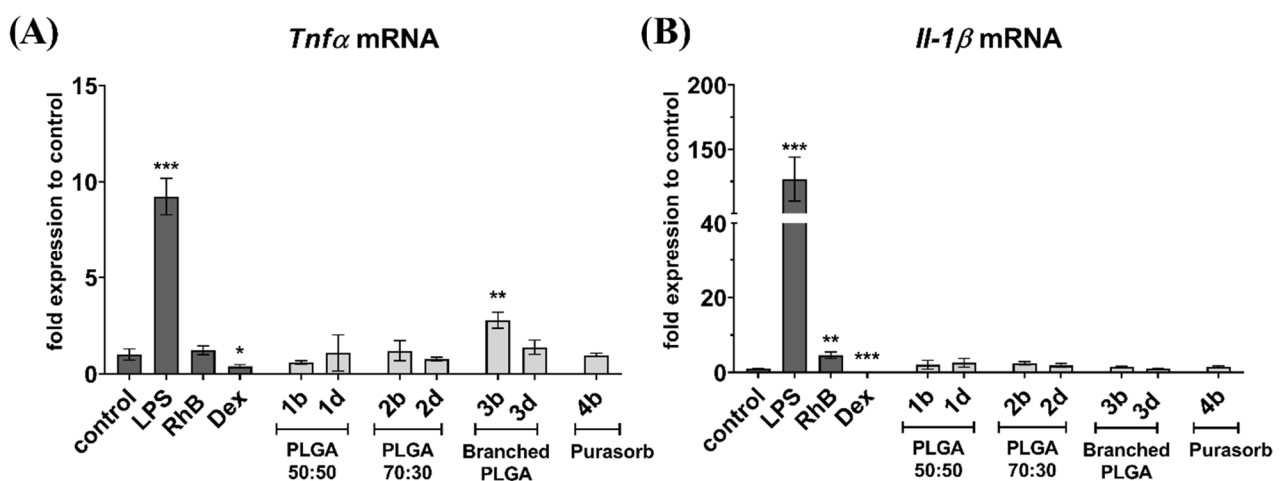 (A)
Tnfα mRNA
fold expression to control
15
10
5
0
***
*
**
control
LPS
RhB
Dex
1b
1d
2b
2d
3b
3d
4b
PLGA
50:50
PLGA
70:30
Branched
PLGA
Purasorb
(B)
Il-1β mRNA
fold expression to control
200
150
40
20
0
***
**
***
control
LPS
RhB
Dex
1b
1d
2b
2d
3b
3d
4b
PLGA
50:50
PLGA
70:30
Branched
PLGA
Purasorb